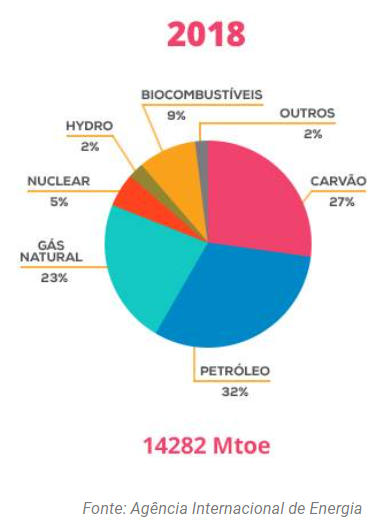 2018
BIOCOMBUSTÍVEIS
9%
OUTROS
2%
HYDRO
2%
NUCLEAR
5%
CARVÃO
27%
GÁS
NATURAL
23%
PETRÓLEO
32%
14282 Mtoe
Fonte: Agência Internacional de Energia